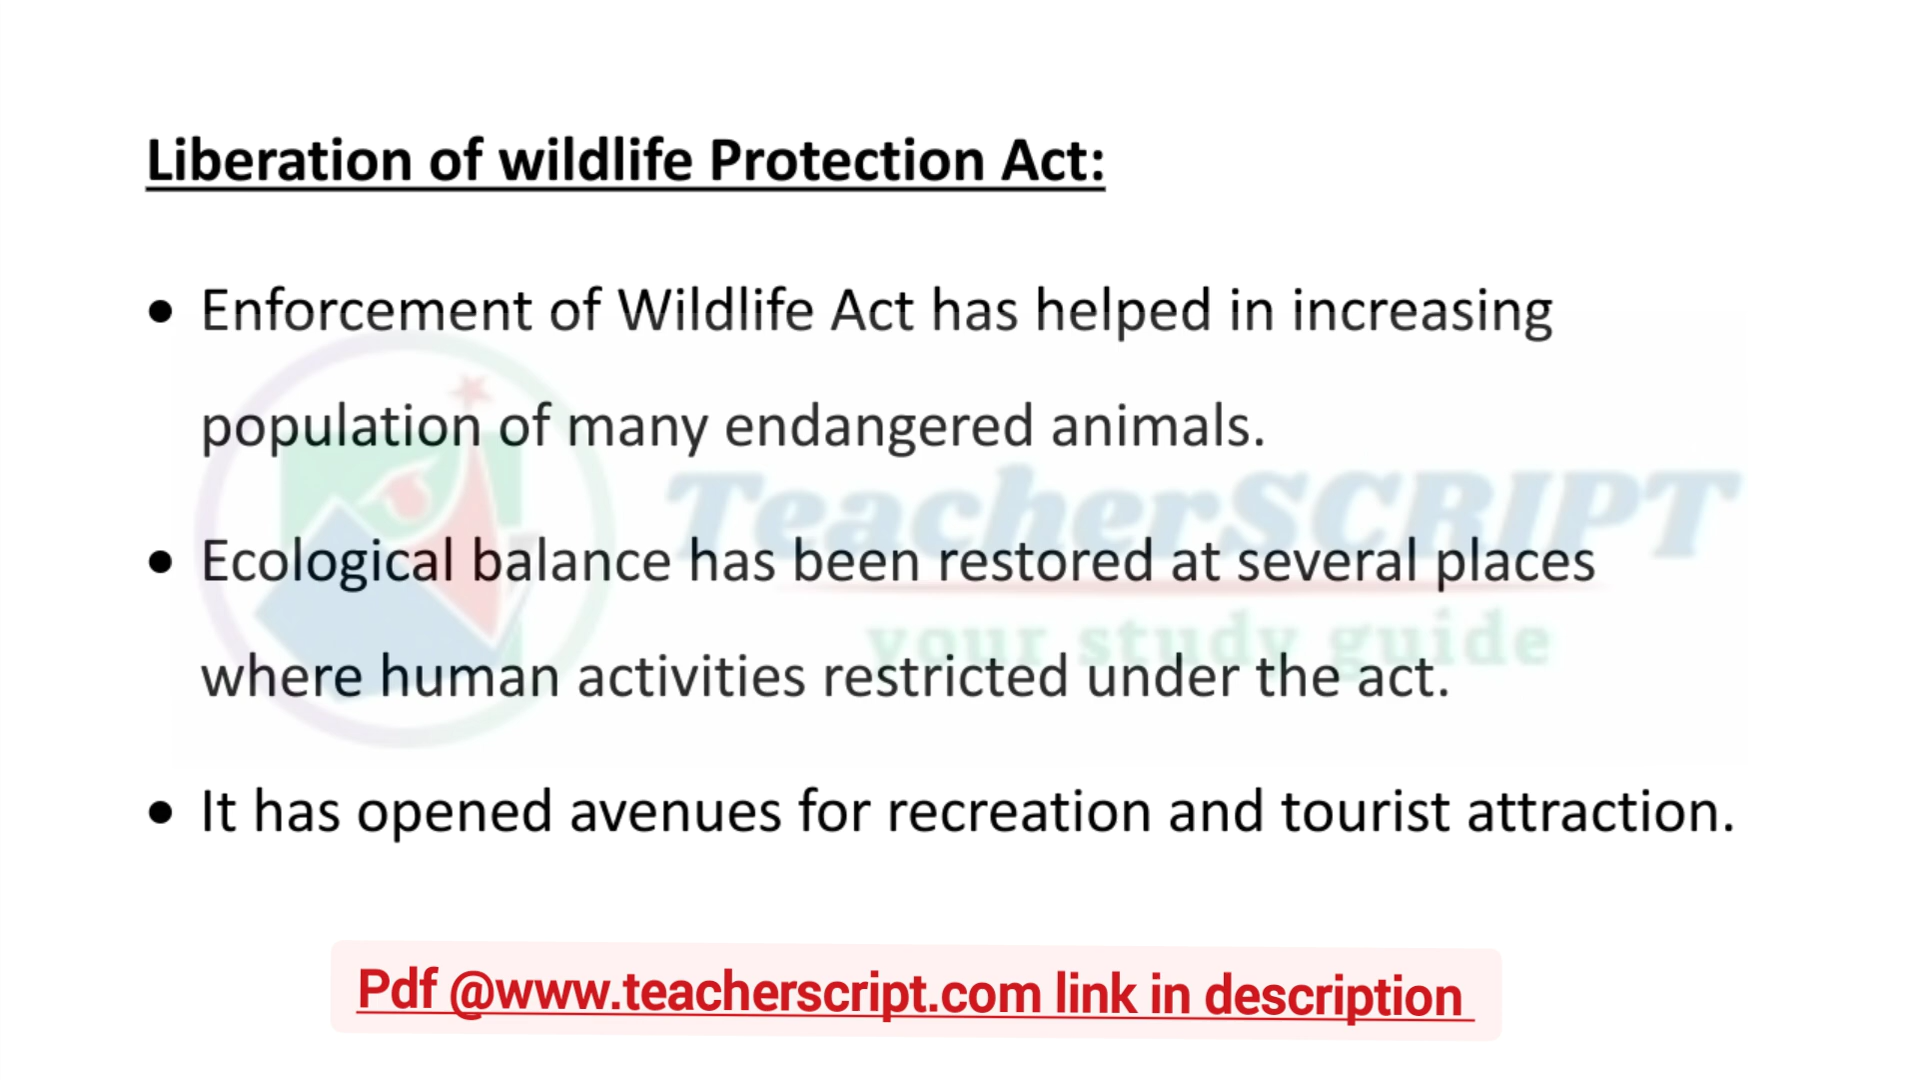 Liberation of wildlife Protection Act:
• Enforcement of Wildlife Act has helped in increasing
population of many endangered animals.
TeacherSCRIPT
• Ecological balance has been restored at several places
your study guide
where human activities restricted under the act.
• It has opened avenues for recreation and tourist attraction.
Pdf @www.teacherscript.com link in description